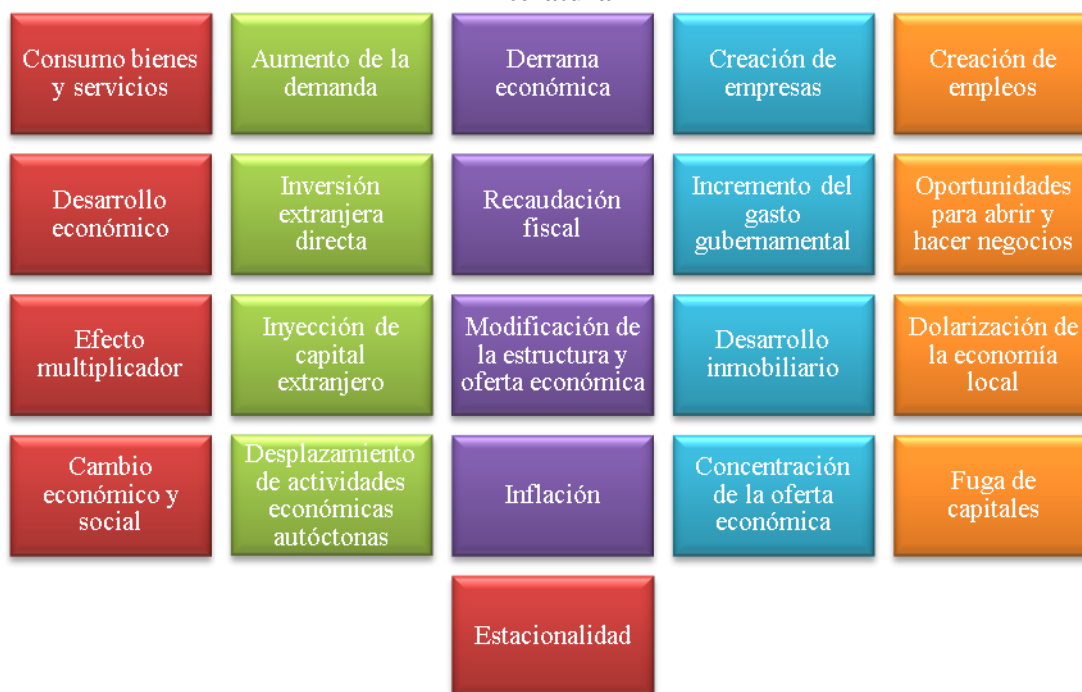 Consumo bienes
y servicios
Aumento de la
demanda
Derrama
económica
Creación de
empresas
Creación de
empleos
Desarrollo
económico
Inversión
extranjera
directa
Recaudación
fiscal
Incremento del
gasto
gubernamental
Oportunidades
para abrir y
hacer negocios
Efecto
multiplicador
Inyección de
capital
extranjero
Modificación de
la estructura y
oferta económica
Desarrollo
inmobiliario
Dolarización de
la economía
local
Cambio
económico y
social
Desplazamiento
de actividades
económicas
autóctonas
Inflación
Concentración
de la oferta
económica
Fuga de
capitales
Estacionalidad